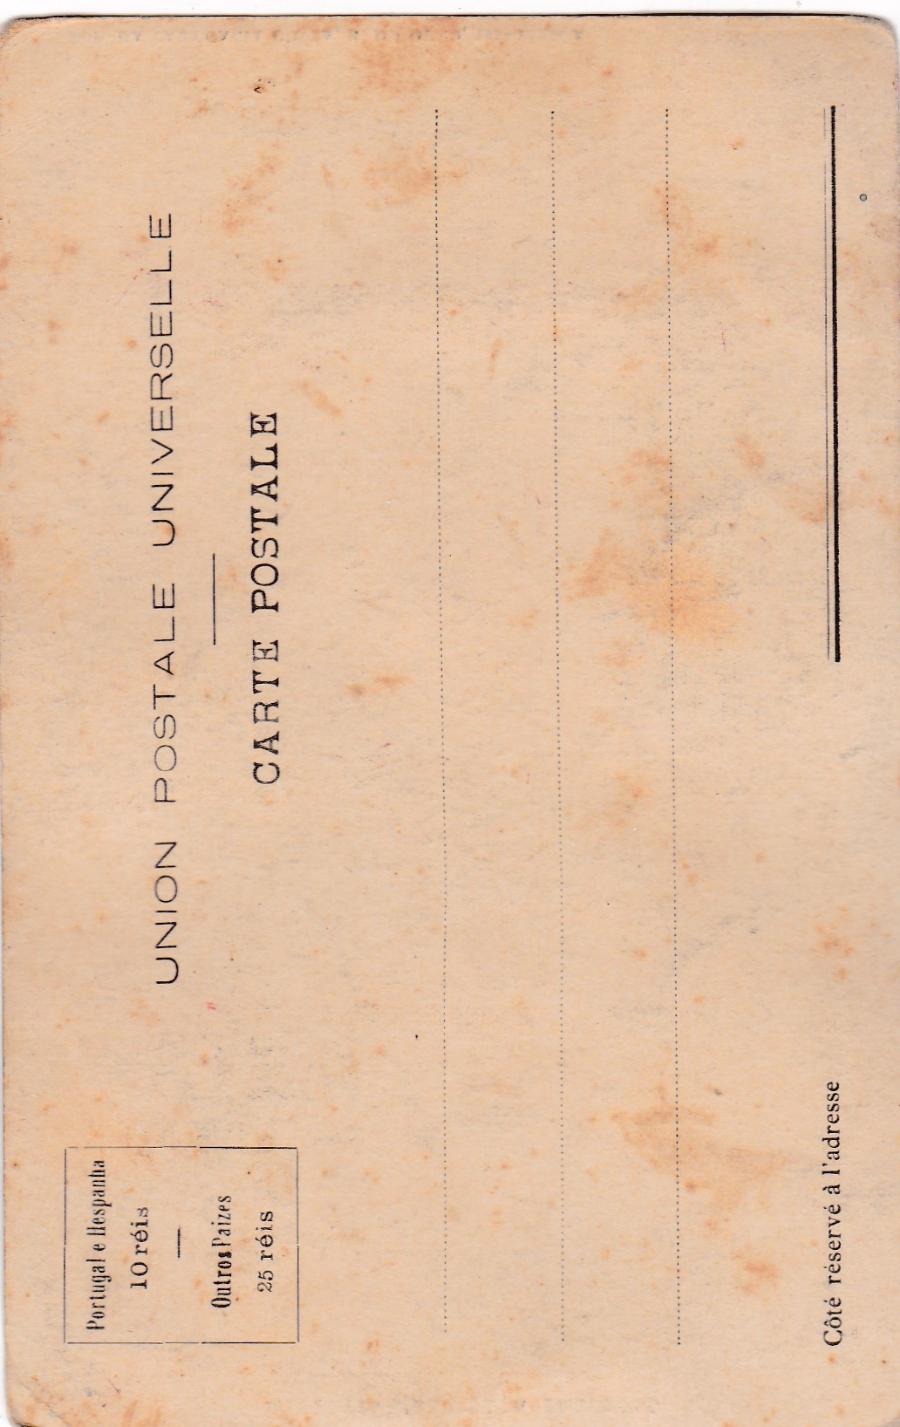 UNION POSTALE UNIVERSELLE
CARTE POSTALE
Portugal e Hespanha
10 réis
Outros Paizes
25 réis
Côté réservé à l'adresse